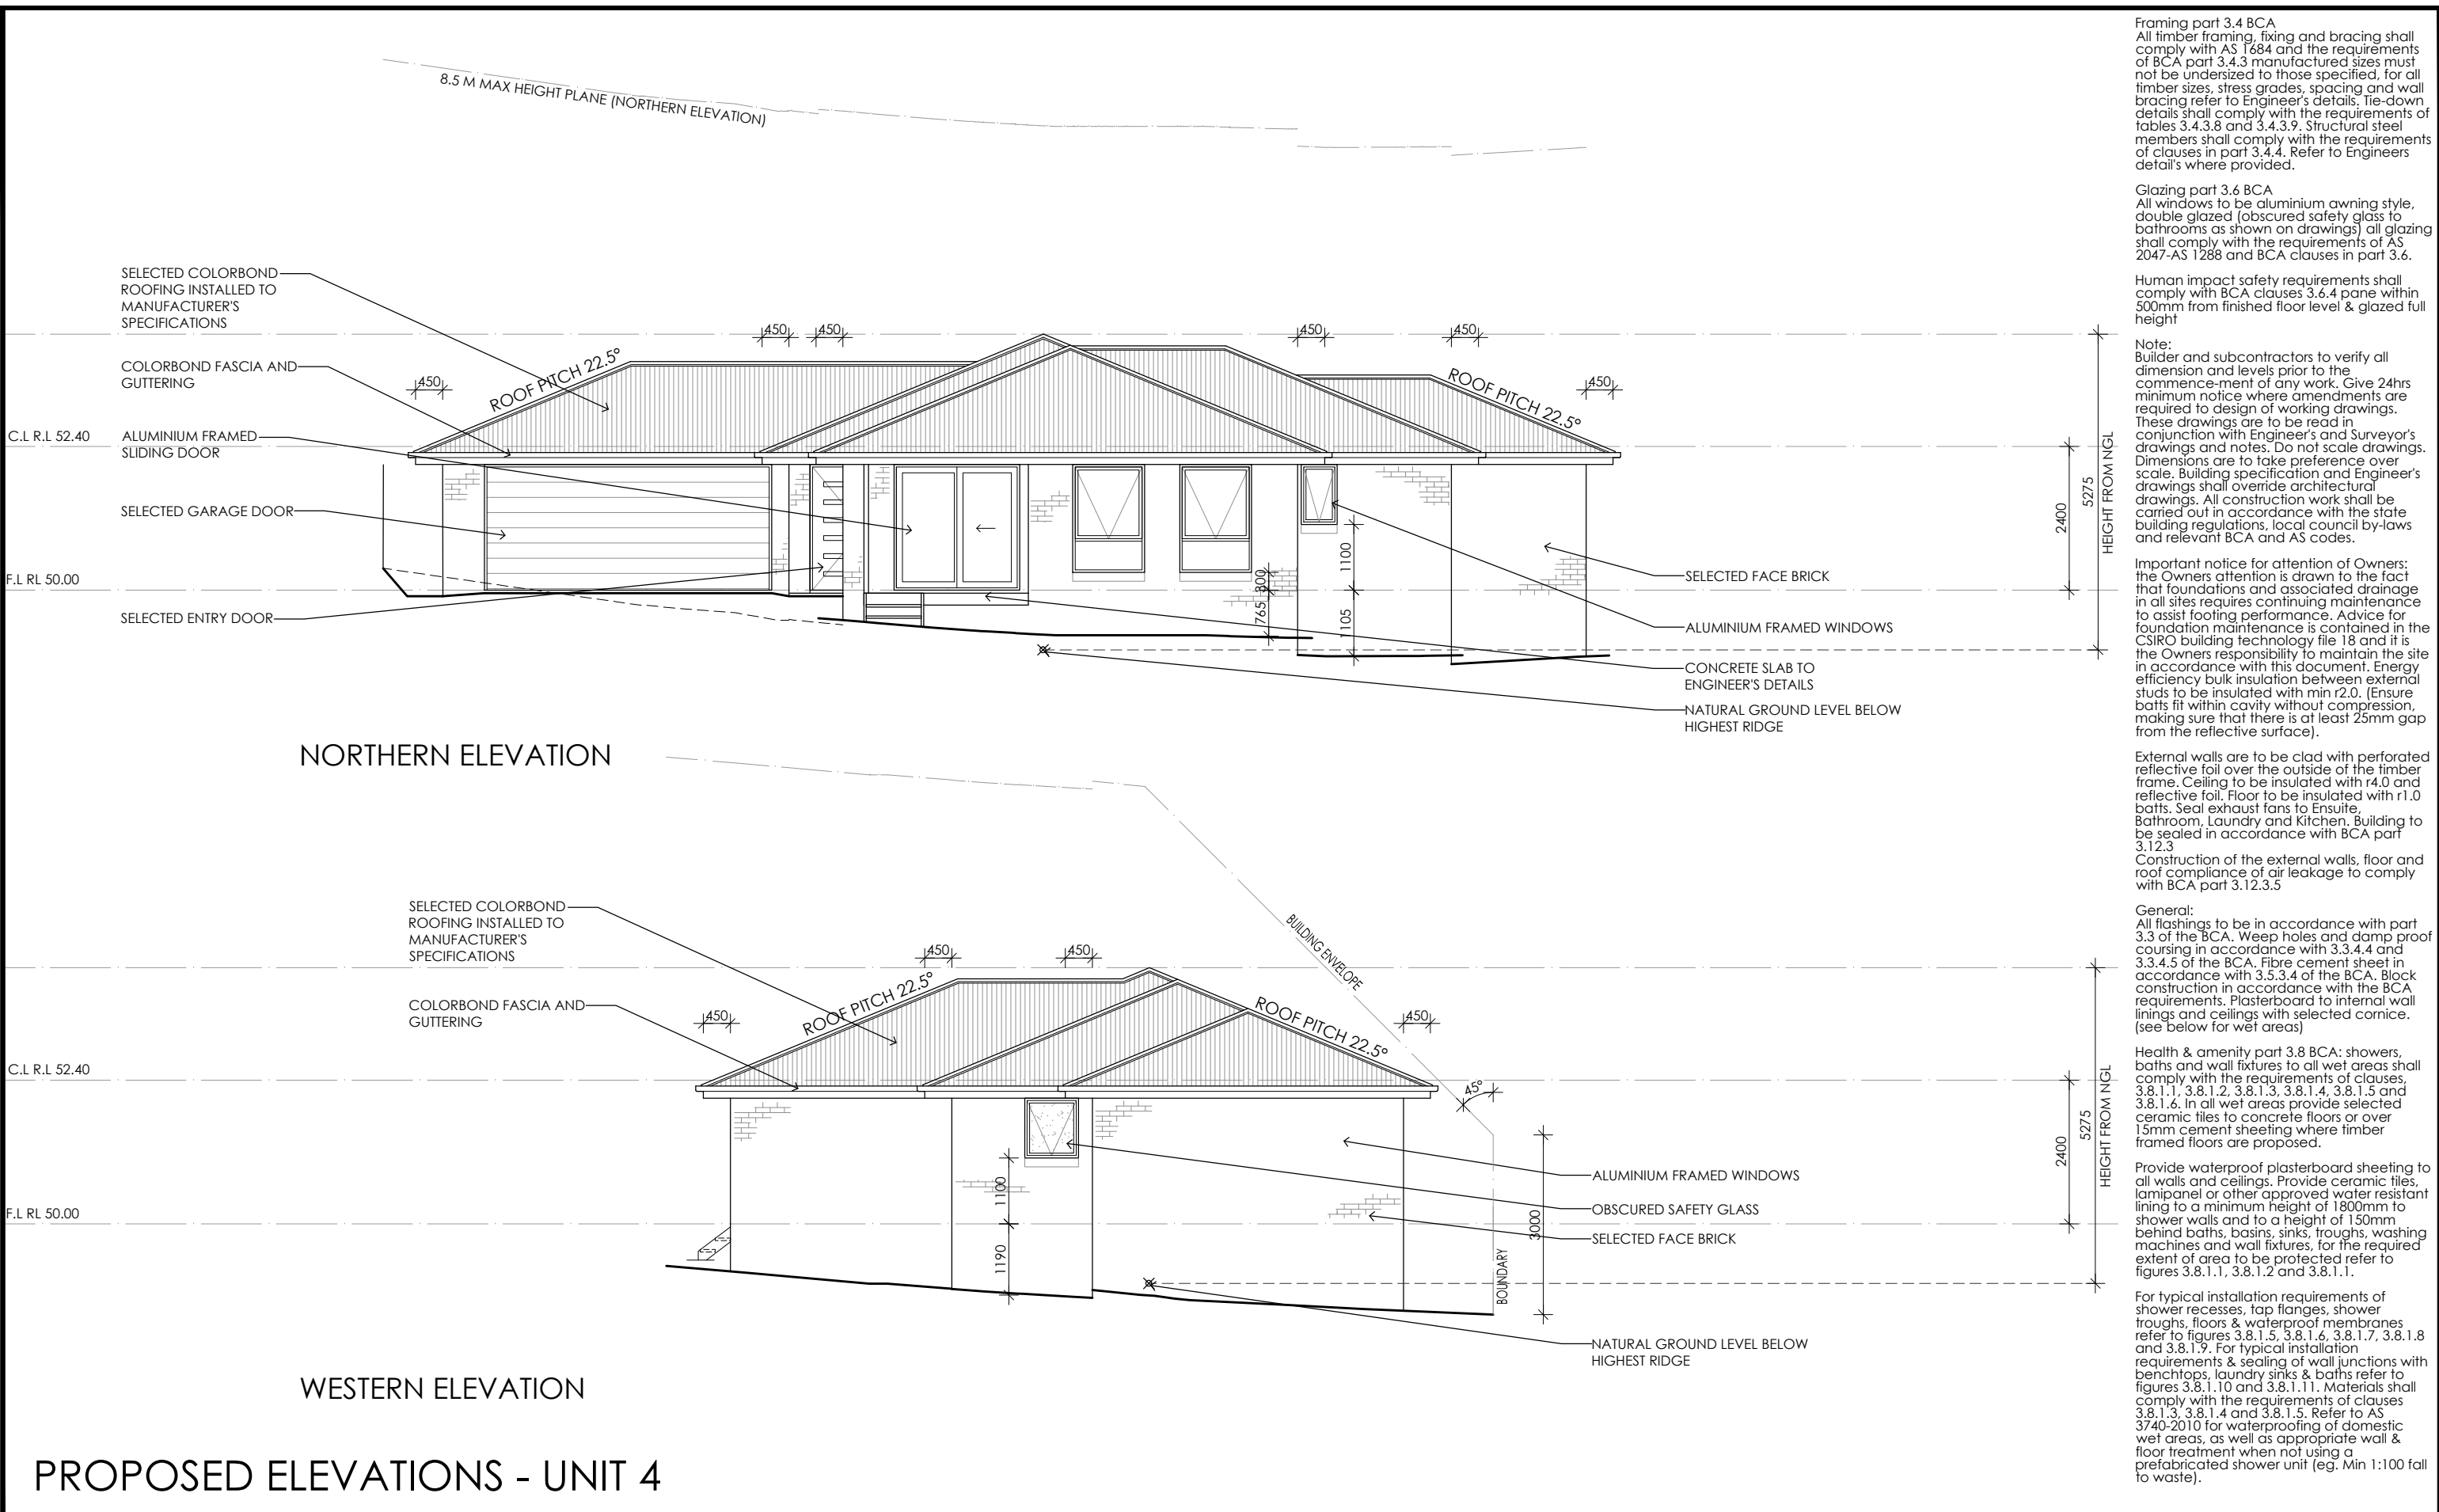 8.5 M MAX HEIGHT PLANE (NORTHERN ELEVATION)
SELECTED COLORBOND
ROOFING INSTALLED TO
MANUFACTURER'S
SPECIFICATIONS
COLORBOND FASCIA AND
GUTTERING
C.L R.L 52.40
ALUMINIUM FRAMED
SLIDING DOOR
SELECTED GARAGE DOOR
F.L RL 50.00
SELECTED ENTRY DOOR
450
450
450
450
450
450
ROOF PITCH 22.5°
ROOF PITCH 22.5°
300
765
1100
1105
2400
5275
HEIGHT FROM NGL
SELECTED FACE BRICK
ALUMINIUM FRAMED WINDOWS
CONCRETE SLAB TO
ENGINEER'S DETAILS
NATURAL GROUND LEVEL BELOW
HIGHEST RIDGE
NORTHERN ELEVATION
SELECTED COLORBOND
ROOFING INSTALLED TO
MANUFACTURER'S
SPECIFICATIONS
COLORBOND FASCIA AND
GUTTERING
C.L R.L 52.40
F.L RL 50.00
450
450
450
450
ROOF PITCH 22.5°
ROOF PITCH 22.5°
BUILDING ENVELOPE
45°
1100
1190
3000
BOUNDARY
2400
5275
HEIGHT FROM NGL
ALUMINIUM FRAMED WINDOWS
OBSCURED SAFETY GLASS
SELECTED FACE BRICK
NATURAL GROUND LEVEL BELOW
HIGHEST RIDGE
WESTERN ELEVATION
PROPOSED ELEVATIONS - UNIT 4
Framing part 3.4 BCA
All timber framing, fixing and bracing shall
comply with AS 1684 and the requirements
of BCA part 3.4.3 manufactured sizes must
not be undersized to those specified, for all
timber sizes, stress grades, spacing and wall
bracing refer to Engineer's details. Tie-down
details shall comply with the requirements of
tables 3.4.3.8 and 3.4.3.9. Structural steel
members shall comply with the requirements
of clauses in part 3.4.4. Refer to Engineers
detail's where provided.
Glazing part 3.6 BCA
All windows to be aluminium awning style,
double glazed (obscured safety glass to
bathrooms as shown on drawings) all glazing
shall comply with the requirements of AS
2047-AS 1288 and BCA clauses in part 3.6.
Human impact safety requirements shall
comply with BCA clauses 3.6.4 pane within
500mm from finished floor level & glazed full
height
Note:
Builder and subcontractors to verify all
dimension and levels prior to the
commence-ment of any work. Give 24hrs
minimum notice where amendments are
required to design of working drawings.
These drawings are to be read in
conjunction with Engineer's and Surveyor's
drawings and notes. Do not scale drawings.
Dimensions are to take preference over
scale. Building specification and Engineer's
drawings shall override architectural
drawings. All construction work shall be
carried out in accordance with the state
building regulations, local council by-laws
and relevant BCA and AS codes.
Important notice for attention of Owners:
the Owners attention is drawn to the fact
that foundations and associated drainage
in all sites requires continuing maintenance
to assist footing performance. Advice for
foundation maintenance is contained in the
CSIRO building technology file 18 and it is
the Owners responsibility to maintain the site
in accordance with this document. Energy
efficiency bulk insulation between external
studs to be insulated with min r2.0. (Ensure
batts fit within cavity without compression,
making sure that there is at least 25mm gap
from the reflective surface).
External walls are to be clad with perforated
reflective foil over the outside of the timber
frame. Ceiling to be insulated with r4.0 and
reflective foil. Floor to be insulated with r1.0
batts. Seal exhaust fans to Ensuite,
Bathroom, Laundry and Kitchen. Building to
be sealed in accordance with BCA part
3.12.3
Construction of the external walls, floor and
roof compliance of air leakage to comply
with BCA part 3.12.3.5
General:
All flashings to be in accordance with part
3.3 of the BCA. Weep holes and damp proof
coursing in accordance with 3.3.4.4 and
3.3.4.5 of the BCA. Fibre cement sheet in
accordance with 3.5.3.4 of the BCA. Block
construction in accordance with the BCA
requirements. Plasterboard to internal wall
linings and ceilings with selected cornice.
(see below for wet areas)
Health & amenity part 3.8 BCA: showers,
baths and wall fixtures to all wet areas shall
comply with the requirements of clauses,
3.8.1.1, 3.8.1.2, 3.8.1.3, 3.8.1.4, 3.8.1.5 and
3.8.1.6. In all wet areas provide selected
ceramic tiles to concrete floors or over
15mm cement sheeting where timber
framed floors are proposed.
Provide waterproof plasterboard sheeting to
all walls and ceilings. Provide ceramic tiles,
lamipanel or other approved water resistant
lining to a minimum height of 1800mm to
shower walls and to a height of 150mm
behind baths, basins, sinks, troughs, washing
machines and wall fixtures, for the required
extent of area to be protected refer to
figures 3.8.1.1, 3.8.1.2 and 3.8.1.1.
For typical installation requirements of
shower recesses, tap flanges, shower
troughs, floors & waterproof membranes
refer to figures 3.8.1.5, 3.8.1.6, 3.8.1.7, 3.8.1.8
and 3.8.1.9. For typical installation
requirements & sealing of wall junctions with
benchtops, laundry sinks & baths refer to
figures 3.8.1.10 and 3.8.1.11. Materials shall
comply with the requirements of clauses
3.8.1.3, 3.8.1.4 and 3.8.1.5. Refer to AS
3740-2010 for waterproofing of domestic
wet areas, as well as appropriate wall &
floor treatment when not using a
prefabricated shower unit (eg. Min 1:100 fall
to waste).